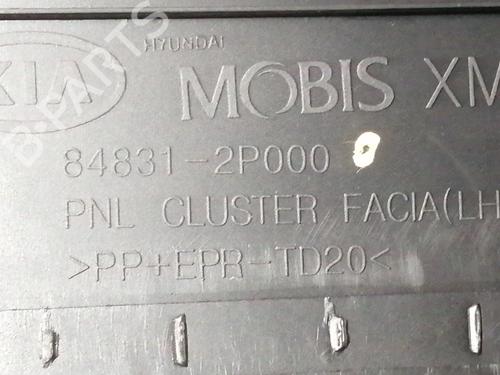 KIA
HYUNDAI
MOBIS XM
84831-2P000
PNL CLUSTER FACIA(LH
>PP+EPR-TD20<
B-PARTS